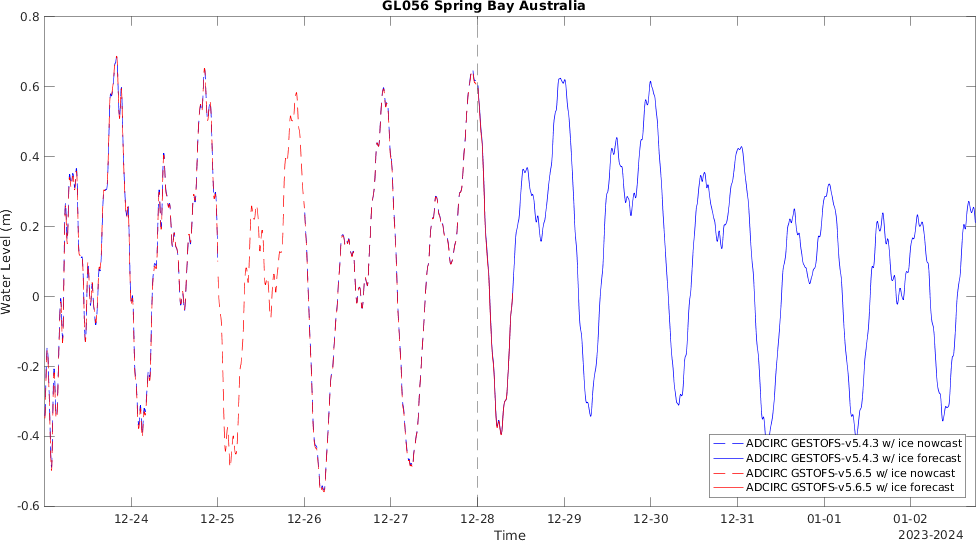 GL056 Spring Bay Australia
Water Level (m)
0.8
0.6
0.4
0.2
0
-0.2
-0.4
-0.6
12-24
12-25
12-26
12-27
12-28
12-29
12-30
12-31
01-01
01-02
Time
2023-2024
ADCIRC GESTOFS-v5.4.3 w/ ice nowcast
ADCIRC GESTOFS-v5.4.3 w/ ice forecast
ADCIRC GSTOFS-v5.6.5 w/ ice nowcast
ADCIRC GSTOFS-v5.6.5 w/ ice forecast